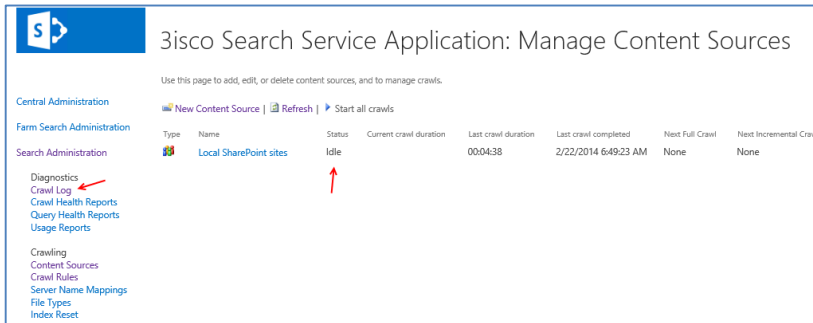 S
3isco Search Service Application: Manage Content Sources
Use this page to add, edit, or delete content sources, and to manage crawls.
Central Administration
Farm Search Administration
Search Administration
Diagnostics
Crawl Log
Crawl Health Reports
Query Health Reports
Usage Reports
Crawling
Content Sources
Crawl Rules
Server Name Mappings
File Types
Index Reset
New Content Source | Refresh | Start all crawls
Type Name Status Current crawl duration Last crawl duration Last crawl completed Next Full Crawl Next Incremental Craw
Local SharePoint sites Idle 00:04:38 2/22/2014 6:49:23 AM None None